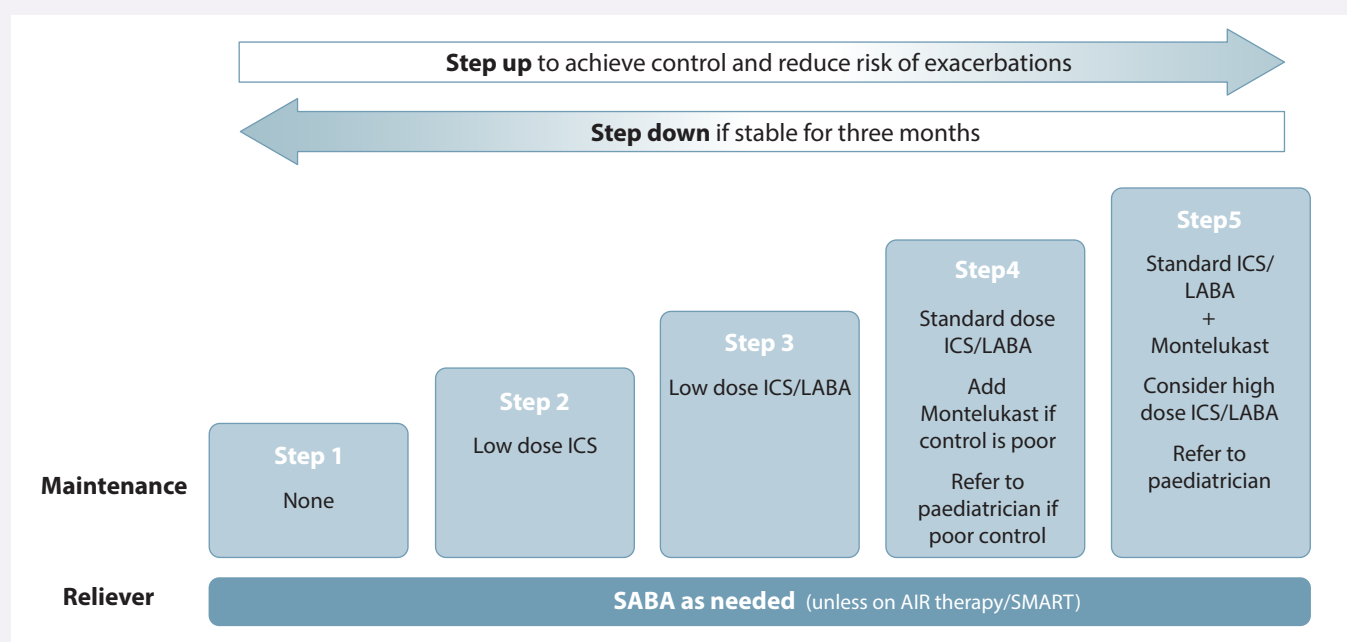 Step up to achieve control and reduce risk of exacerbations
Step down if stable for three months
Maintenance
Step 1
None
Step 2
Low dose ICS
Step 3
Low dose ICS/LABA
Step4
Standard dose
ICS/LABA
Add
Montelukast if
control is poor
Refer to
paediatrician if
poor control
Step5
Standard ICS/
LABA
+
Montelukast
Consider high
dose ICS/LABA
Refer to
paediatrician
Reliever
SABA as needed (unless on AIR therapy/SMART)